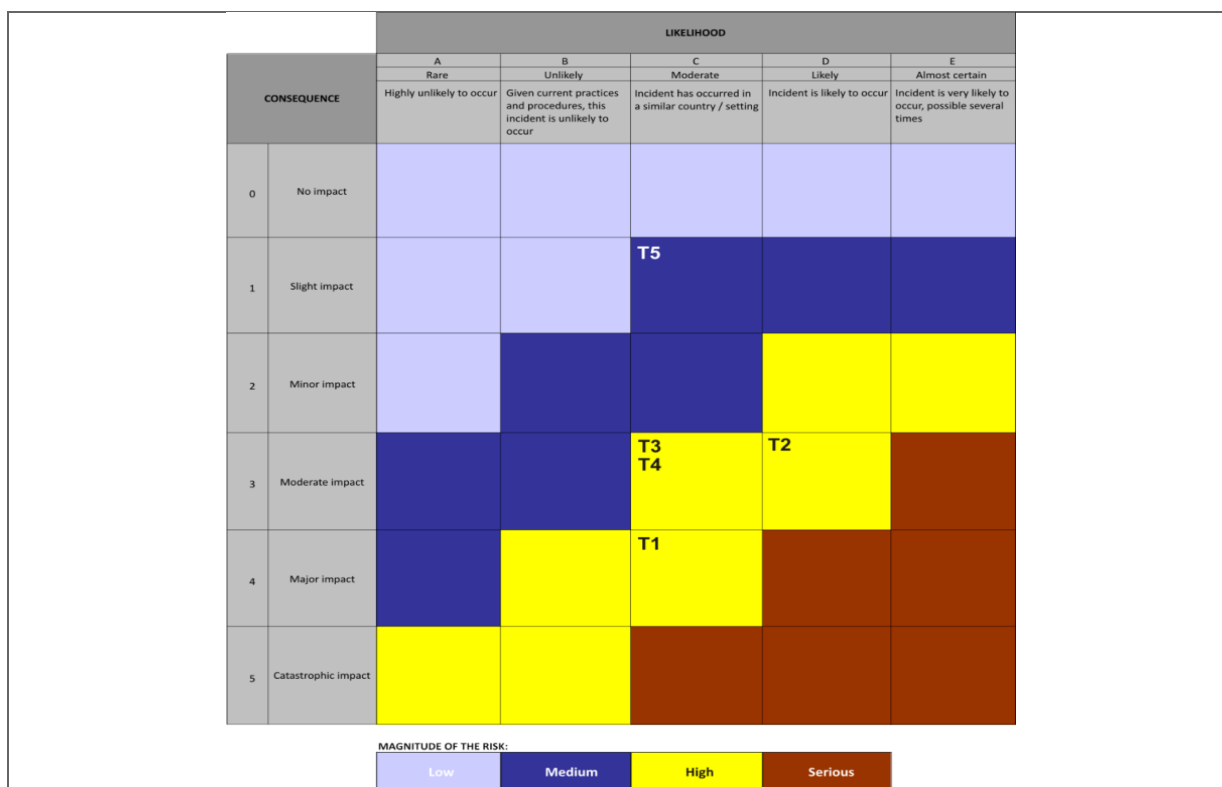 LIKELIHOOD
CONSEQUENCE
A
B
C
D
E
Rare
Unlikely
Moderate
Likely
Almost certain
Highly unlikely to occur
Given current practices
and procedures, this
incident is unlikely to
occur
Incident has occurred in
a similar country / setting
Incident is likely to occur
Incident is very likely to
occur, possible several
times
0
No impact
1
Slight impact
T5
2
Minor impact
3
Moderate impact
T3
T4
T2
4
Major impact
T1
5
Catastrophic impact
MAGNITUDE OF THE RISK:
Low
Medium
High
Serious